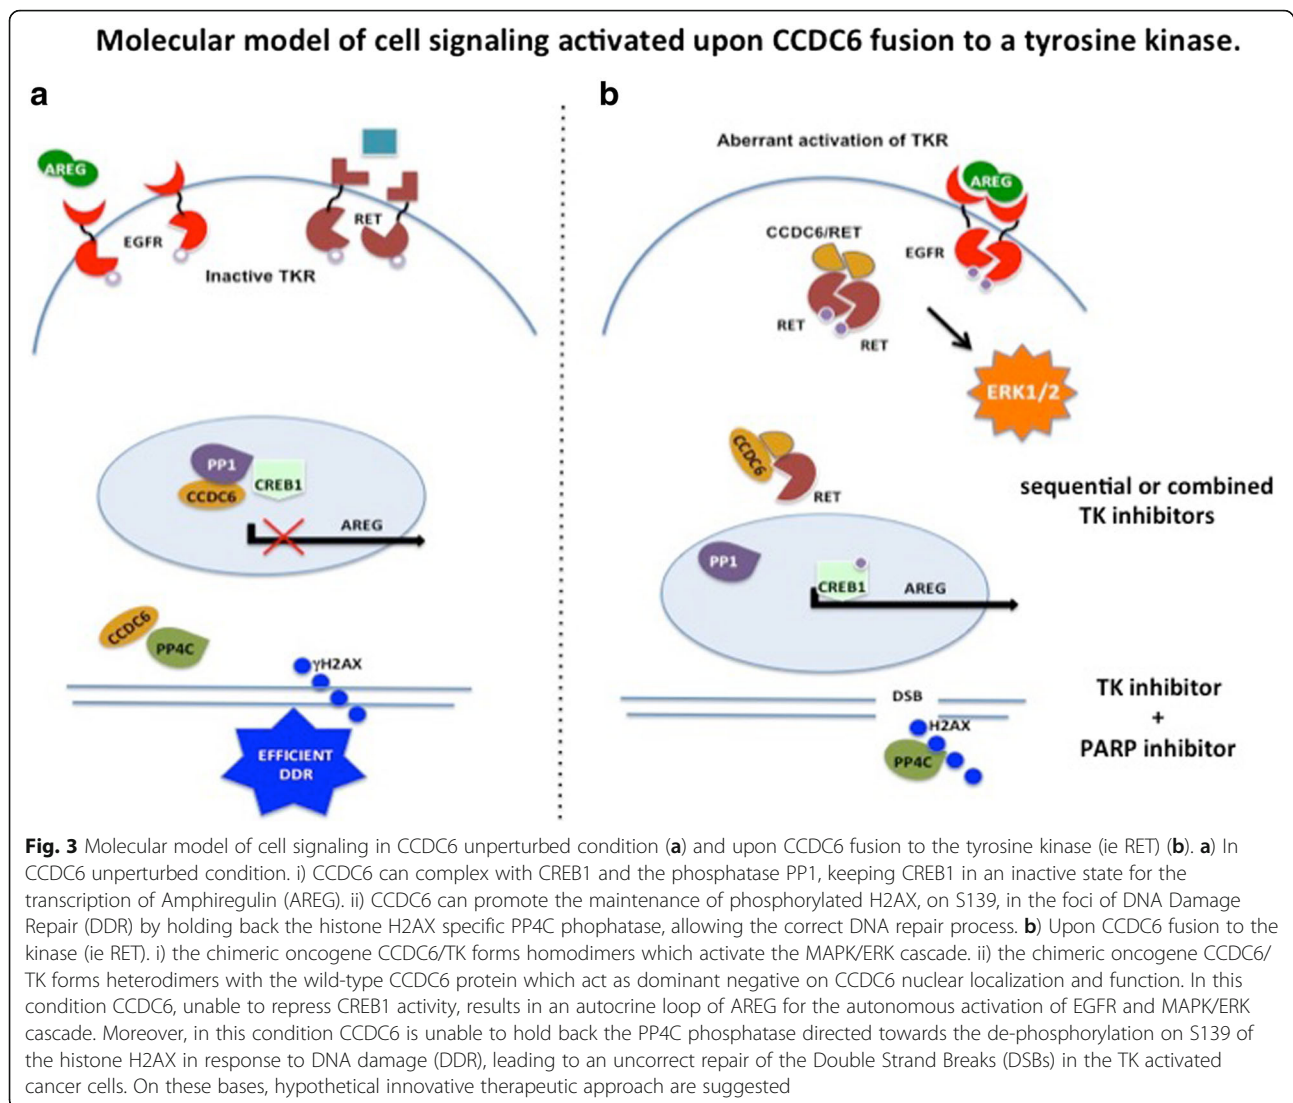 Molecular model of cell signaling activated upon CCDC6 fusion to a tyrosine kinase.
a
AREG
EGFR
RET
Inactive TKR
PP1
CCDC6
CREB1
AREG
CCDC6
PP4C
γH2AX
EFFICIENT
DDR
b
Aberrant activation of TKR
AREG
CCDC6/RET
EGFR
RET
RET
ERK1/2
CCDC6
RET
sequential or combined
TK inhibitors
PP1
CREB1
AREG
DSB
H2AX
PP4C
TK inhibitor
+
PARP inhibitor
Fig. 3 Molecular model of cell signaling in CCDC6 unperturbed condition (a) and upon CCDC6 fusion to the tyrosine kinase (ie RET) (b). a) In
CCDC6 unperturbed condition. i) CCDC6 can complex with CREB1 and the phosphatase PP1, keeping CREB1 in an inactive state for the
transcription of Amphiregulin (AREG). ii) CCDC6 can promote the maintenance of phosphorylated H2AX, on S139, in the foci of DNA Damage
Repair (DDR) by holding back the histone H2AX specific PP4C phophatase, allowing the correct DNA repair process. b) Upon CCDC6 fusion to the
kinase (ie RET). i) the chimeric oncogene CCDC6/TK forms homodimers which activate the MAPK/ERK cascade. ii) the chimeric oncogene CCDC6/
TK forms heterodimers with the wild-type CCDC6 protein which act as dominant negative on CCDC6 nuclear localization and function. In this
condition CCDC6, unable to repress CREB1 activity, results in an autocrine loop of AREG for the autonomous activation of EGFR and MAPK/ERK
cascade. Moreover, in this condition CCDC6 is unable to hold back the PP4C phosphatase directed towards the de-phosphorylation on S139 of
the histone H2AX in response to DNA damage (DDR), leading to an uncorrect repair of the Double Strand Breaks (DSBs) in the TK activated
cancer cells. On these bases, hypothetical innovative therapeutic approach are suggested